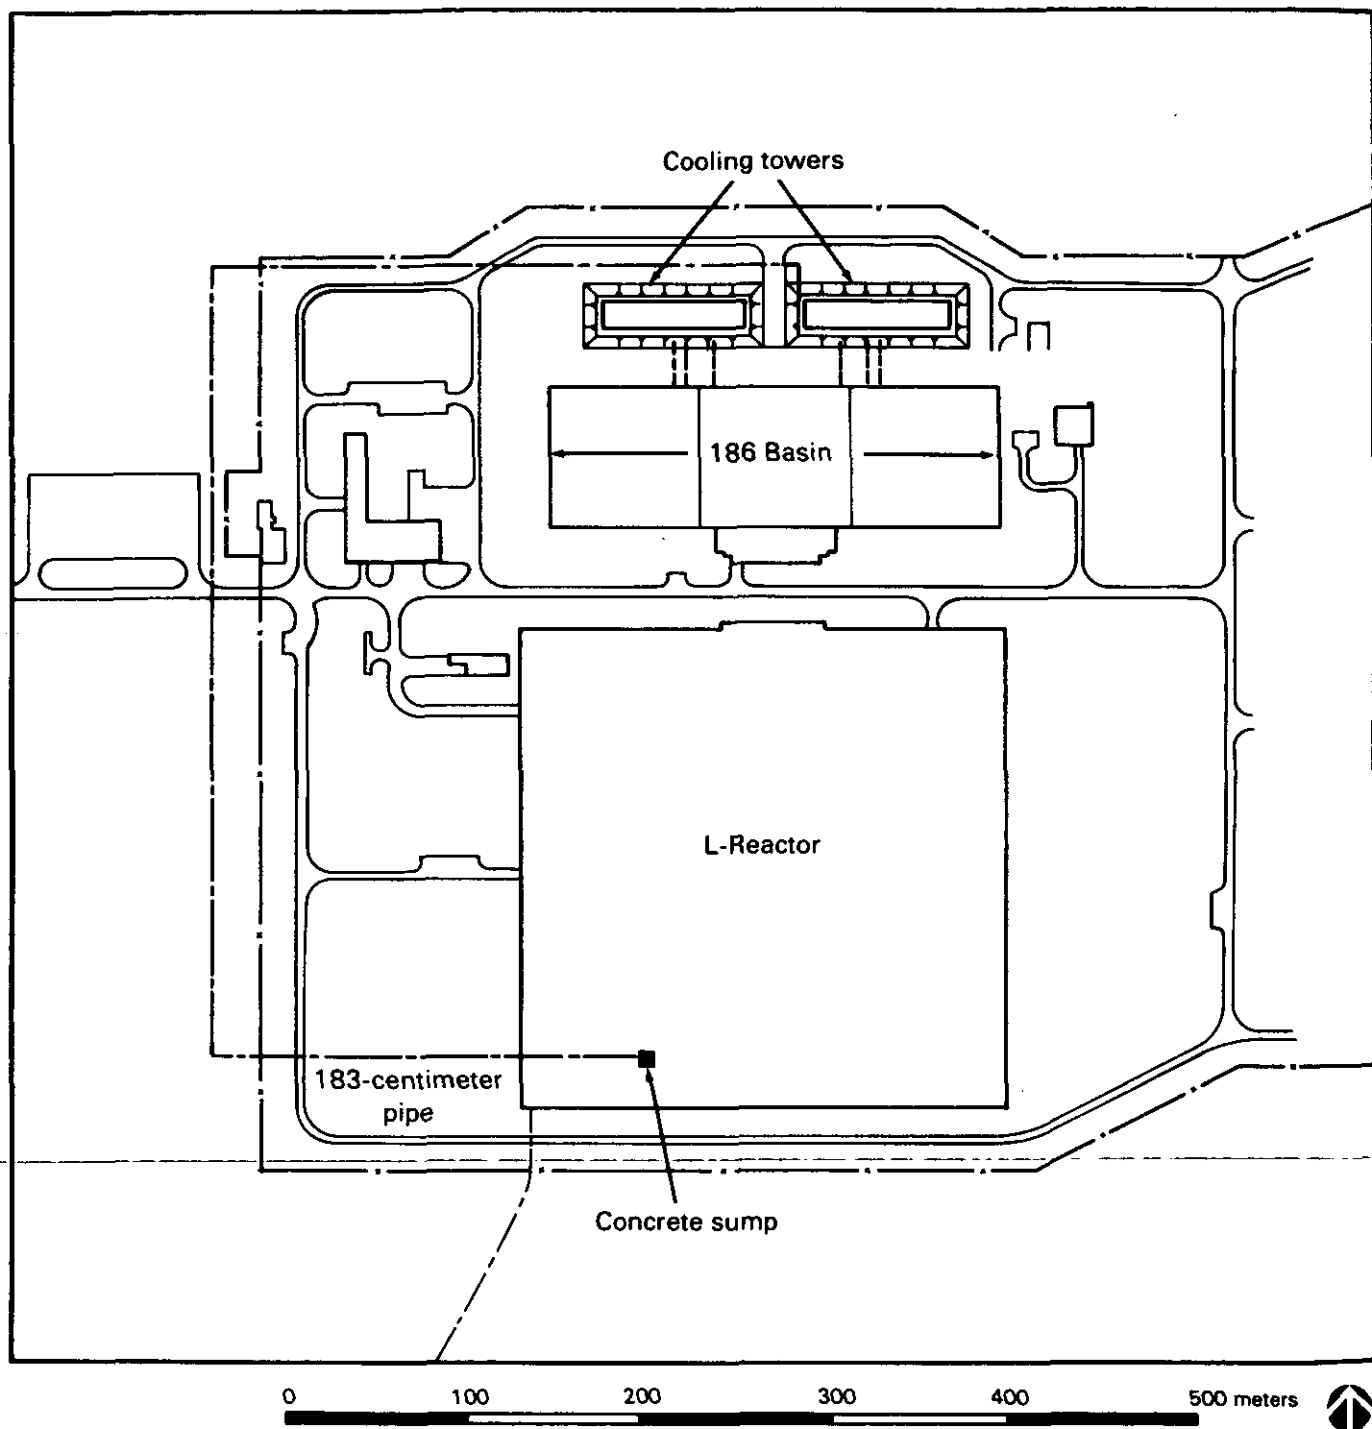 Cooling towers
186 Basin
L-Reactor
183-centimeter
pipe
Concrete sump
0 100 200 300 400 500 meters